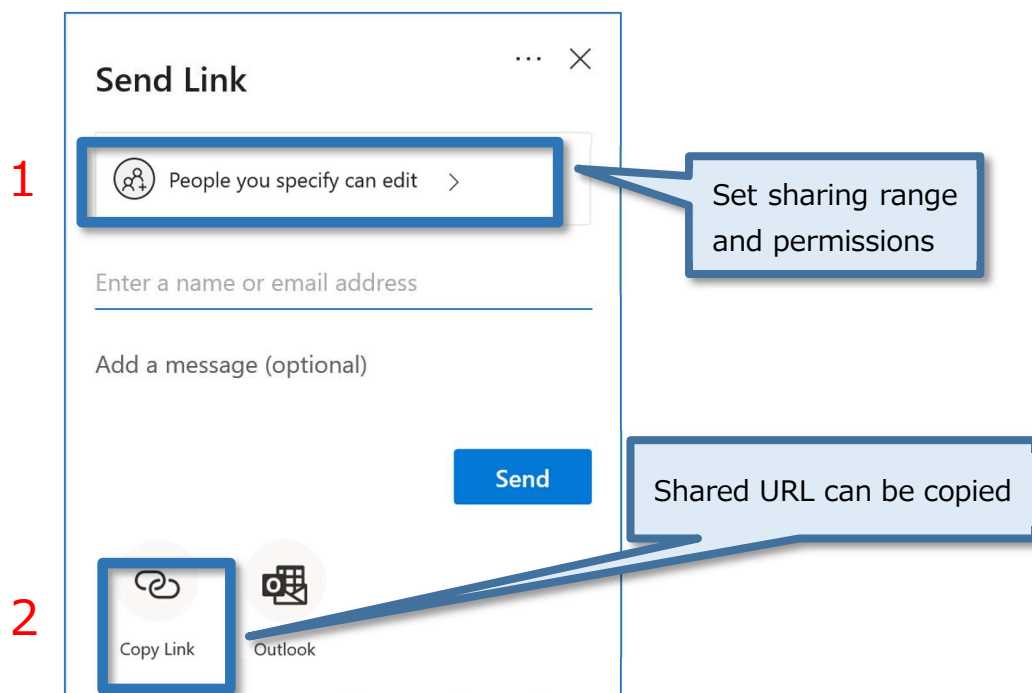 Send Link
1
People you specify can edit
Set sharing range
and permissions
Enter a name or email address
Add a message (optional)
Send
Shared URL can be copied
2
Copy Link
Outlook